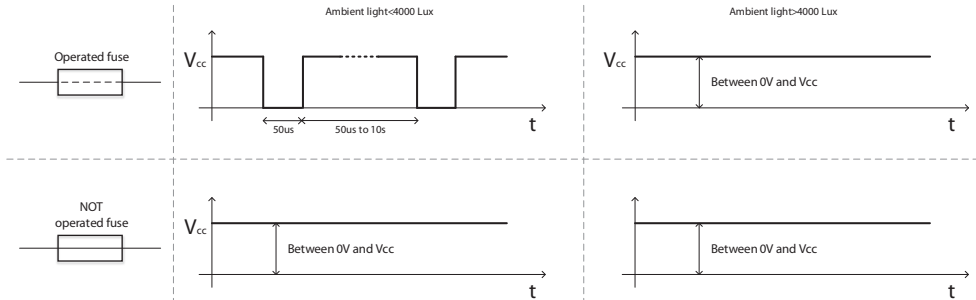 Ambient light<4000 Lux
Ambient light>4000 Lux
Operated fuse
Vcc
50us
50us to 10s
t
Vcc
Between 0V and Vcc
t
NOT
operated fuse
Vcc
Between 0V and Vcc
t
Between 0V and Vcc
t